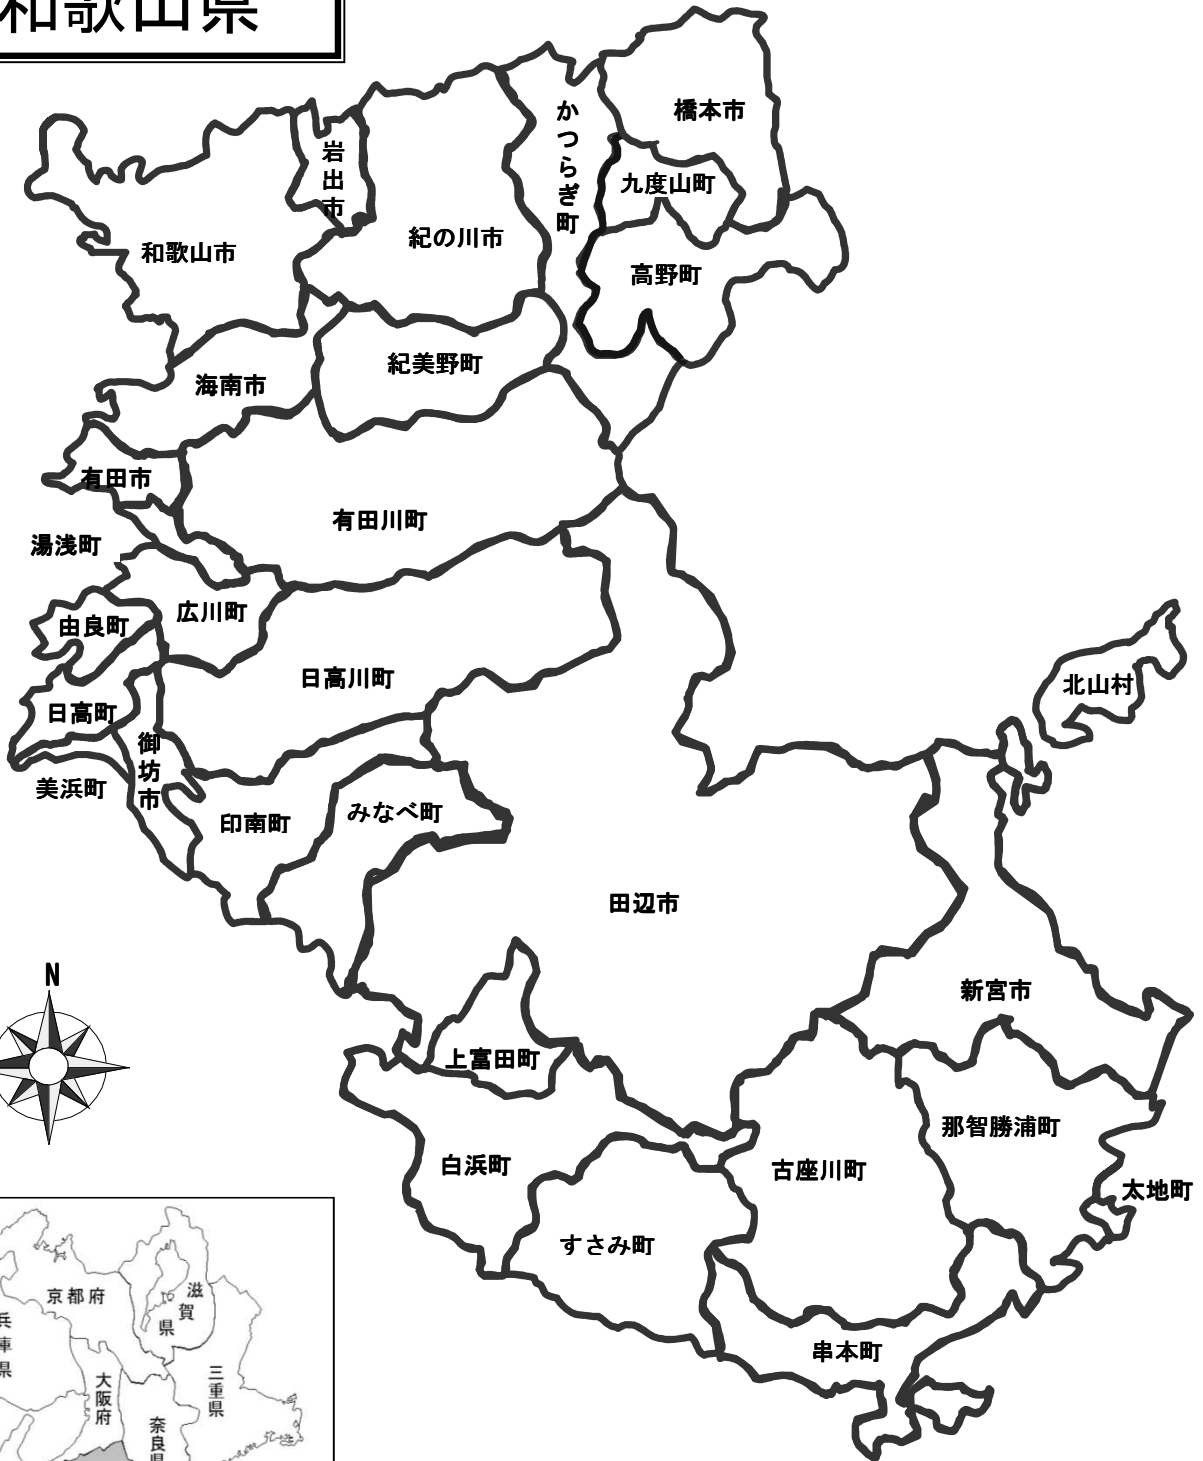 和歌山県
橋本市
かつらぎ町
岩出市
九度山町
紀の川市
和歌山市
高野町
紀美野町
海南市
有田市
有田川町
湯浅町
広川町
由良町
日高川町
北山村
日高町
御坊市
美浜町
みなべ町
印南町
田辺市
N
新宮市
上富田町
那智勝浦町
白浜町
古座川町
太地町
すさみ町
串本町
京都府
滋賀県
兵庫県
三重県
大阪府
奈良県